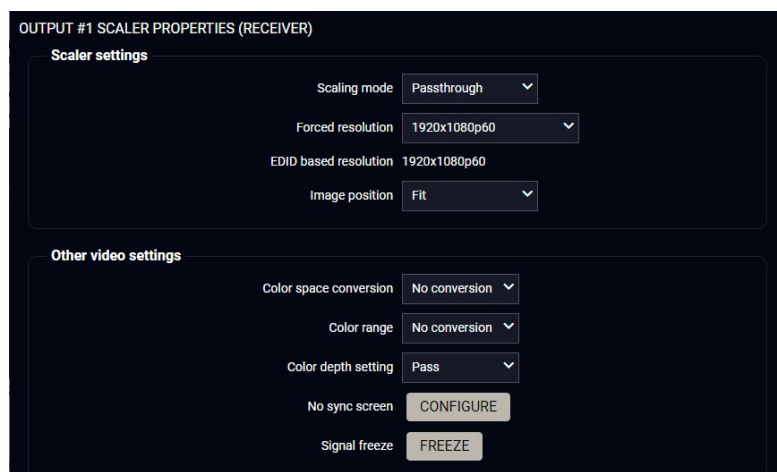 OUTPUT #1 SCALER PROPERTIES (RECEIVER)
Scaler settings
Scaling mode Passthrough
Forced resolution 1920x1080p60
EDID based resolution 1920x1080p60
Image position Fit
Other video settings
Color space conversion No conversion
Color range No conversion
Color depth setting Pass
No sync screen CONFIGURE
Signal freeze FREEZE